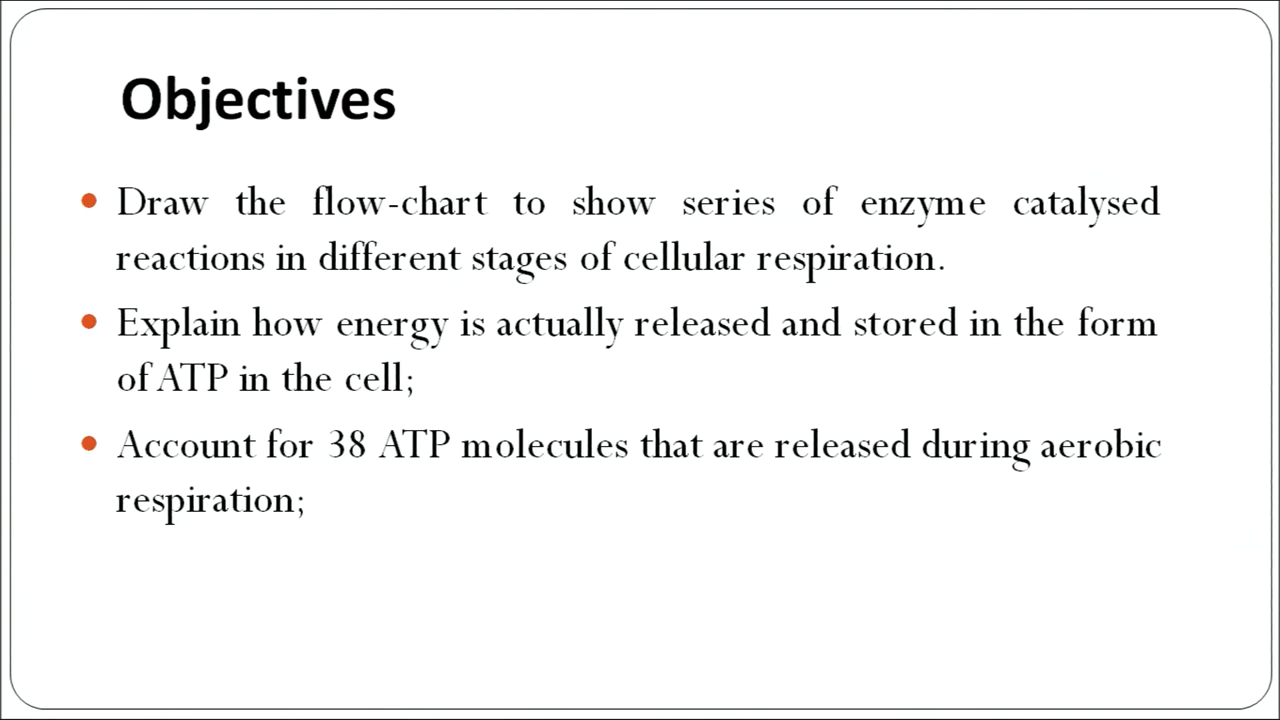 Objectives
• Draw the flow-chart to show series of enzyme catalysed
reactions in different stages of cellular respiration.
• Explain how energy is actually released and stored in the form
of ATP in the cell;
• Account for 38 ATP molecules that are released during aerobic
respiration;